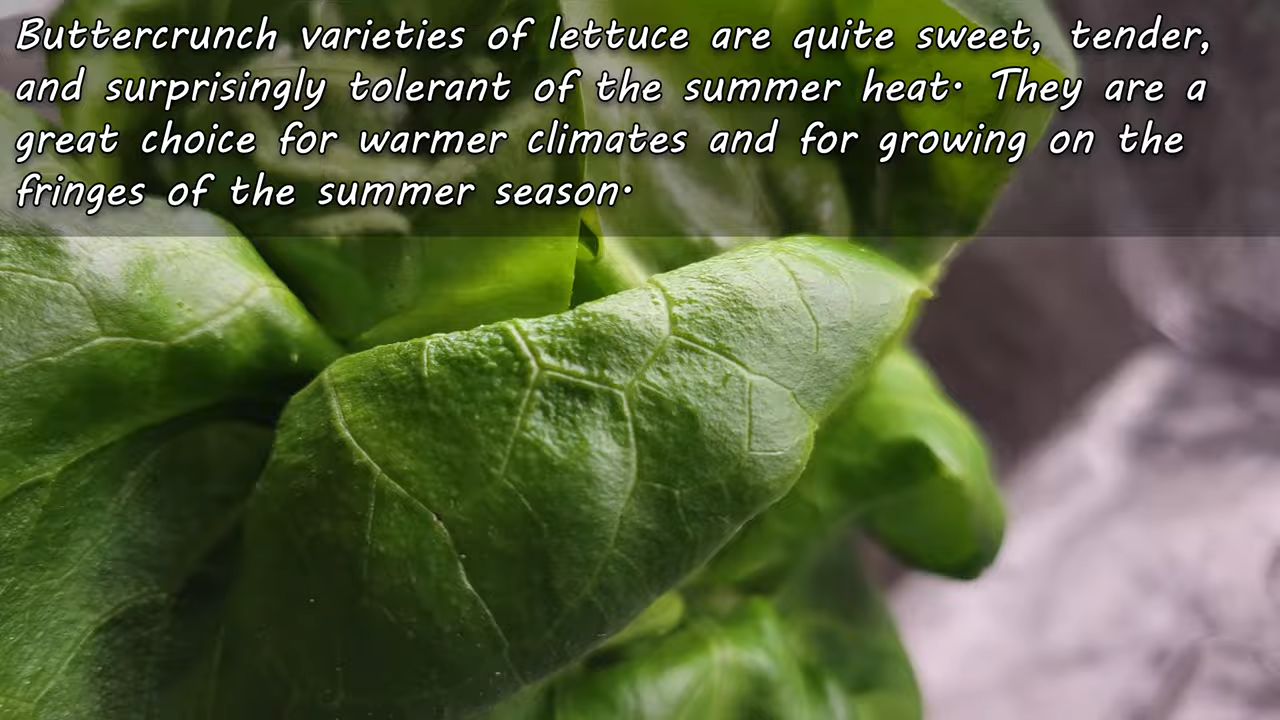 Buttercrunch varieties of lettuce are quite sweet, tender,
and surprisingly tolerant of the summer heat. They are a
great choice for warmer climates and for growing on the
fringes of the summer season.